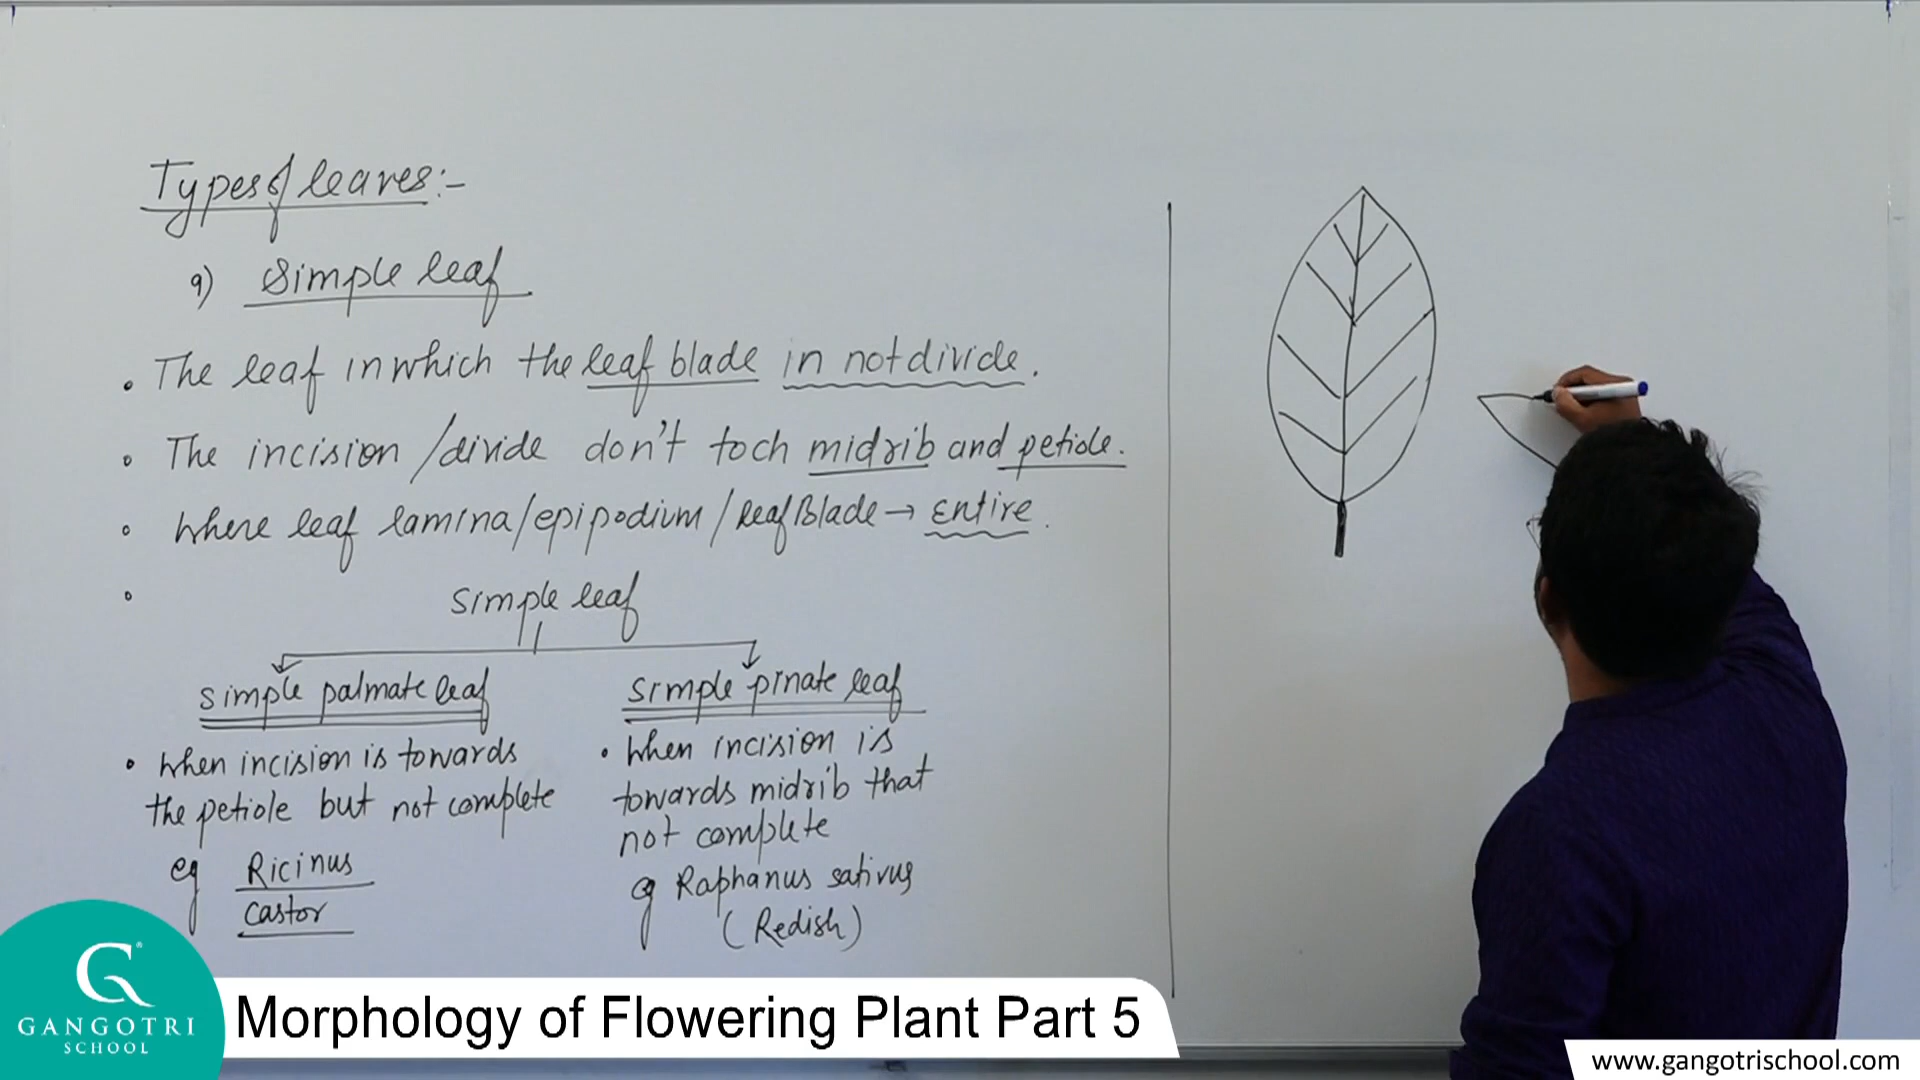 Types of leaves:-
a) Simple leaf
• The leaf in which the leaf blade in not divide.
• The incision /divide don't toch midrib and petiole.
• Where leaf lamina/epipodium/leaf Blade → Entire.
• Simple leaf
simple palmate leaf
• When incision is towards
the petiole but not complete
eg Ricinus
Castor
simple pinate leaf
• When incision is
towards midrib that
not complete
eg Raphanus sativus
(Redish)
G®
GANGOTRI
SCHOOL
Morphology of Flowering Plant Part 5
www.gangotrischool.com